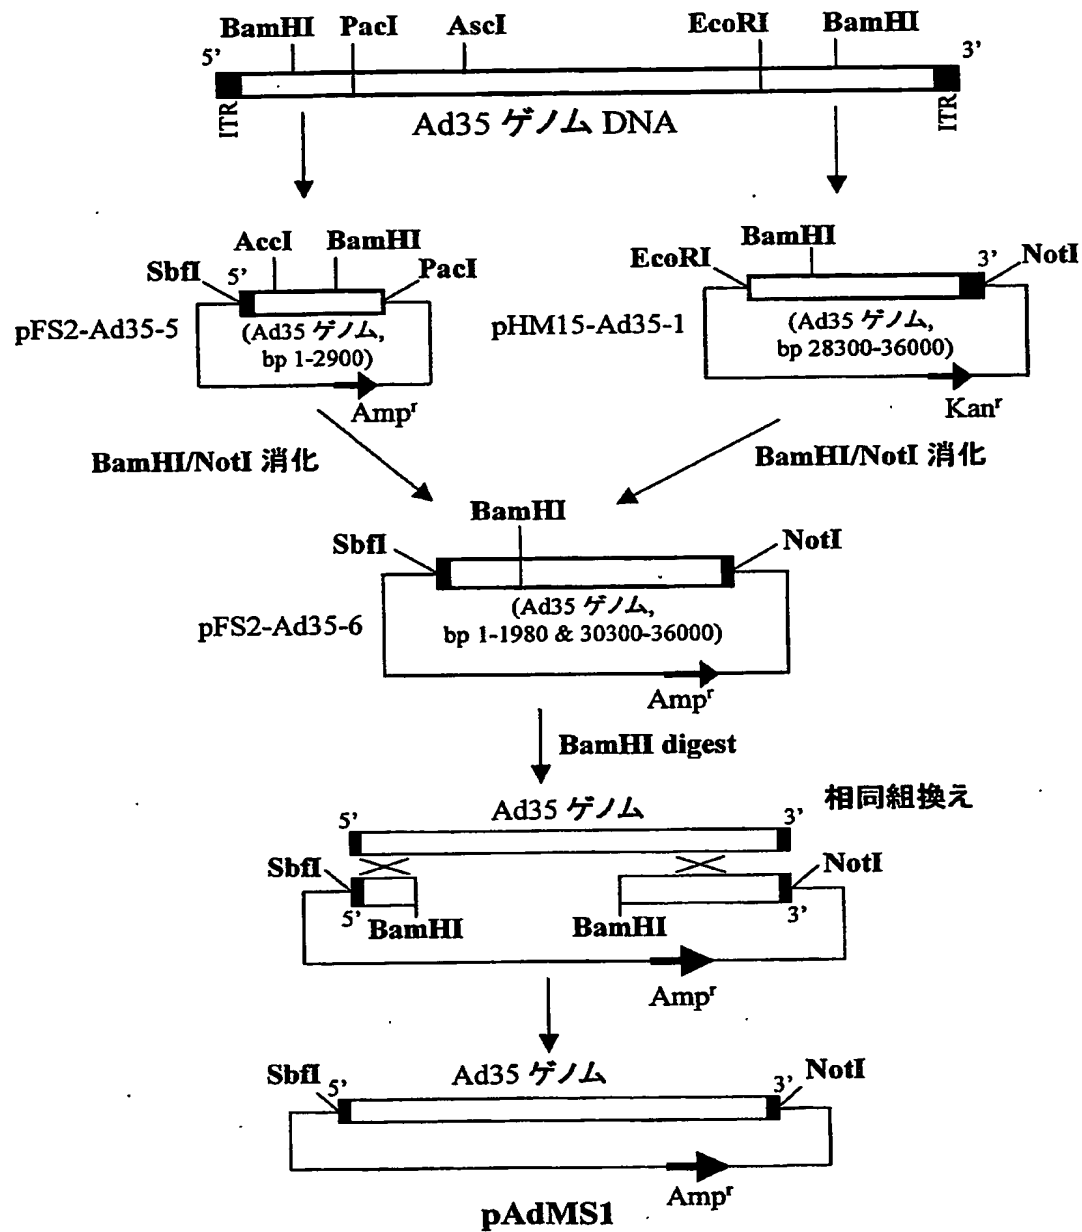 BamHI PacI AscI EcoRI BamHI
5’ 3’
ITR ITR
Ad35 ゲノム DNA
AccI BamHI
SbfI 5’ PacI
pFS2-Ad35-5
(Ad35 ゲノム,
bp 1-2900)
Ampʳ
BamHI
EcoRI 3’ NotI
pHM15-Ad35-1
(Ad35 ゲノム,
bp 28300-36000)
Kanʳ
BamHI/NotI 消化
BamHI/NotI 消化
BamHI
SbfI NotI
pFS2-Ad35-6
(Ad35 ゲノム,
bp 1-1980 & 30300-36000)
Ampʳ
BamHI digest
相同組換え
Ad35 ゲノム
5’ 3’
SbfI NotI
5’ 3’
BamHI BamHI
Ampʳ
SbfI 5’ Ad35 ゲノム 3’ NotI
Ampʳ
pAdMS1